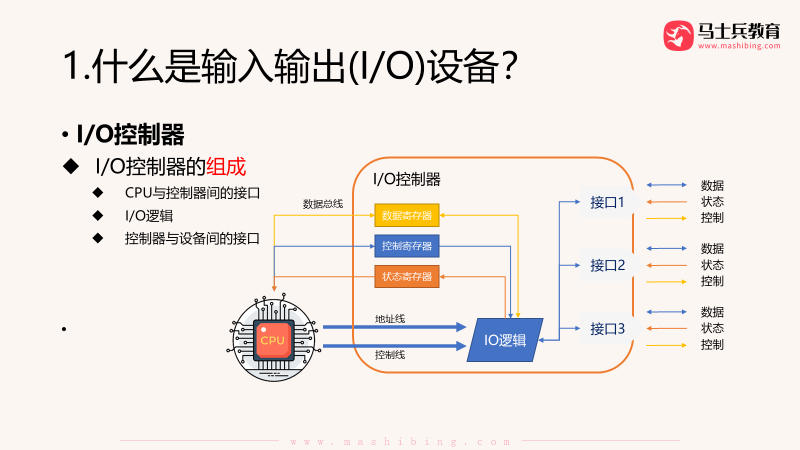 马士兵教育
www.mashibing.com
1.什么是输入输出(I/O)设备？
• I/O控制器
◆ I/O控制器的组成
◆ CPU与控制器间的接口
◆ I/O逻辑
◆ 控制器与设备间的接口
•
I/O控制器
数据总线
数据寄存器
控制寄存器
状态寄存器
CPU
地址线
控制线
IO逻辑
接口1
数据
状态
控制
接口2
数据
状态
控制
接口3
数据
状态
控制
www.mashibing.com